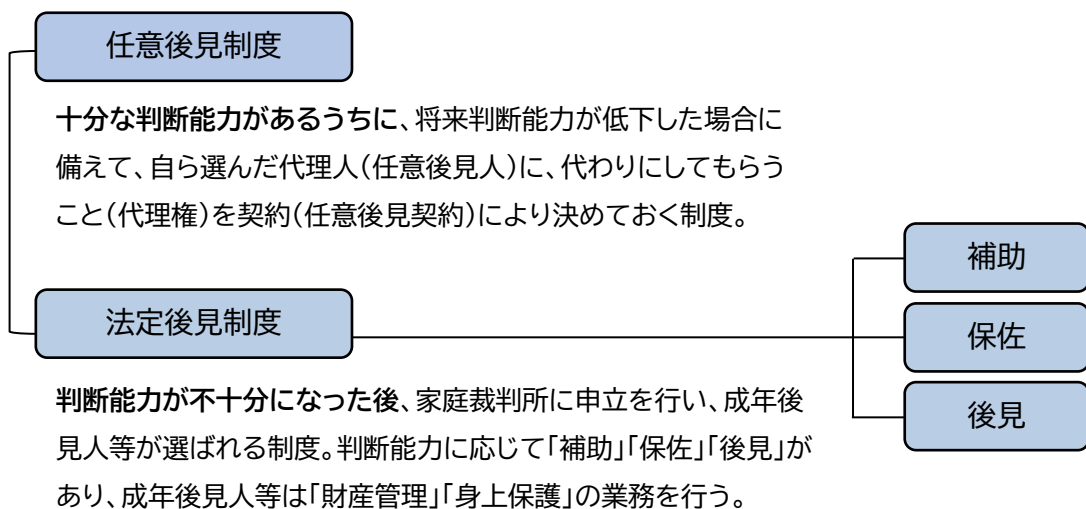 任意後見制度
十分な判断能力があるうちに、将来判断能力が低下した場合に
備えて、自ら選んだ代理人(任意後見人)に、代わりにしてもらう
こと(代理権)を契約(任意後見契約)により決めておく制度。
法定後見制度
判断能力が不十分になった後、家庭裁判所に申立を行い、成年後
見人等が選ばれる制度。判断能力に応じて「補助」「保佐」「後見」が
あり、成年後見人等は「財産管理」「身上保護」の業務を行う。
補助
保佐
後見